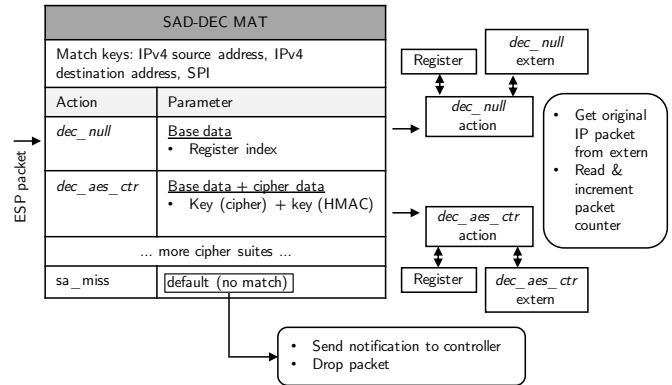 SAD-DEC MAT
Match keys: IPv4 source address, IPv4
destination address, SPI
Action Parameter
dec_null Base data
• Register index
dec_aes_ctr Base data + cipher data
• Key (cipher) + key (HMAC)
... more cipher suites ...
sa_miss default (no match)
ESP packet
Register
dec_null
extern
dec_null
action
dec_aes_ctr
action
Register
dec_aes_ctr
extern
• Get original
IP packet
from extern
• Read &
increment
packet
counter
• Send notification to controller
• Drop packet